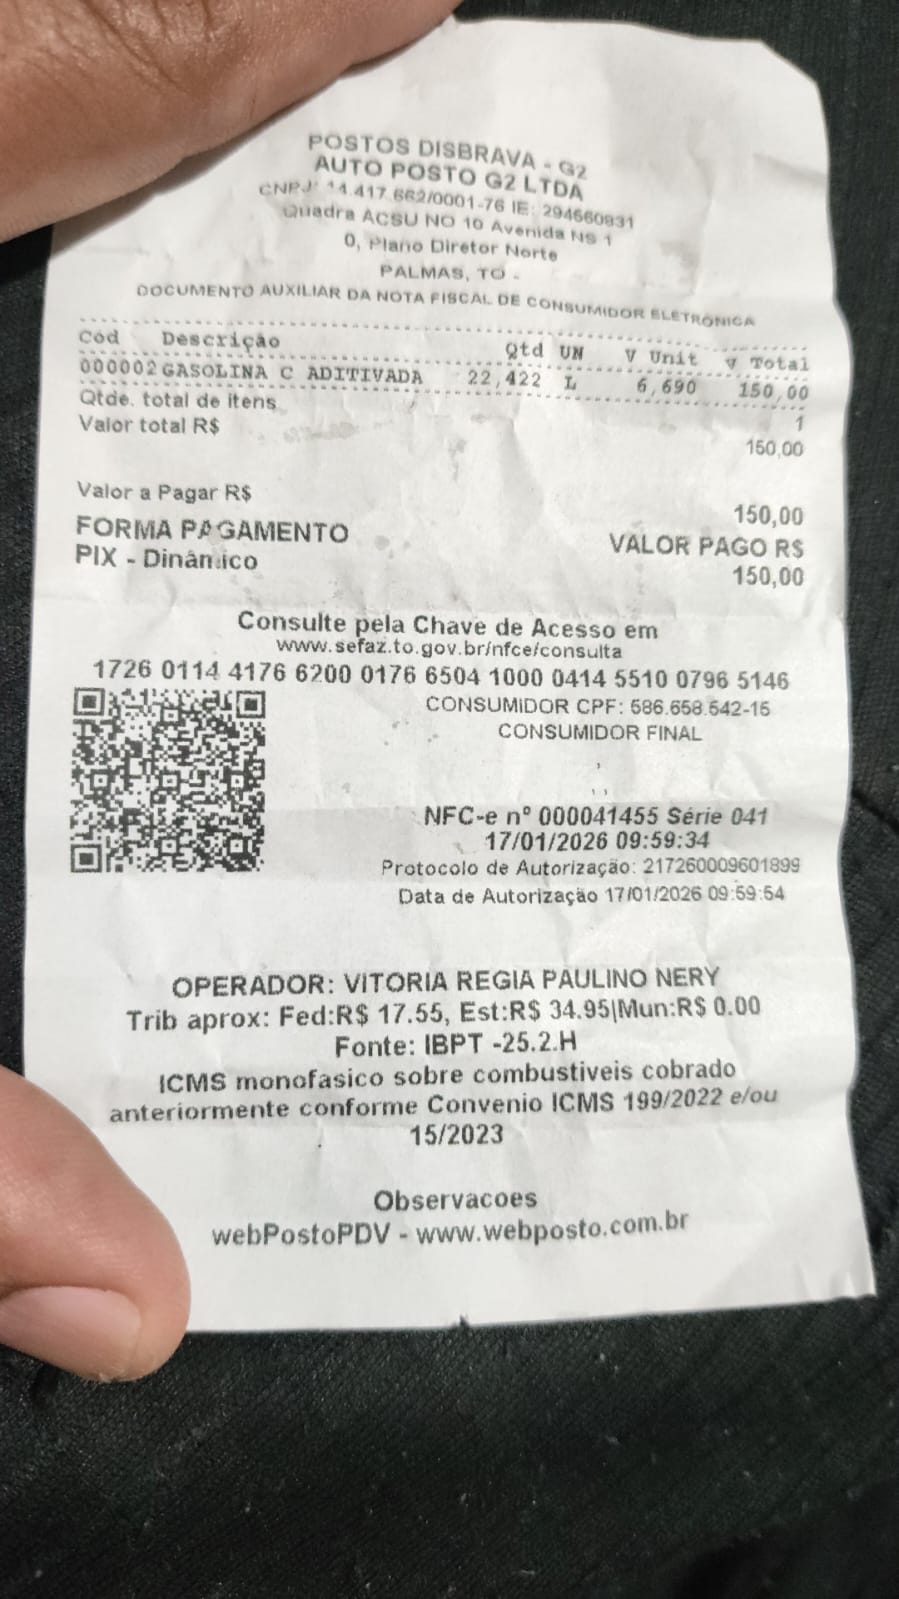 POSTOS DISBRAVA - G2
AUTO POSTO G2 LTDA
CNPJ: 14.417.662/0001-76 IE: 294560831
Quadra ACSU NO 10 Avenida NS 1
0, Plano Diretor Norte
PALMAS, TO -
DOCUMENTO AUXILIAR DA NOTA FISCAL DE CONSUMIDOR ELETRÔNICA
Cód Descrição Qtd UN V Unit V Total
000002 GASOLINA C ADITIVADA 22,422 L 6,690 150,00
Qtde. total de itens 1
Valor total R$ 150,00
Valor a Pagar R$ 150,00
FORMA PAGAMENTO VALOR PAGO R$
PIX - Dinâmico 150,00
Consulte pela Chave de Acesso em
www.sefaz.to.gov.br/nfce/consulta
1726 0114 4176 6200 0176 6504 1000 0414 5510 0796 5146
CONSUMIDOR CPF: 586.658.542-15
CONSUMIDOR FINAL
,
, ,
NFC-e nº 000041455 Série 041
17/01/2026 09:59:34
Protocolo de Autorização: 217260009601899
Data de Autorização 17/01/2026 09:59:54
OPERADOR: VITORIA REGIA PAULINO NERY
Trib aprox: Fed:R$ 17.55, Est:R$ 34.95|Mun:R$ 0.00
Fonte: IBPT -25.2.H
ICMS monofasico sobre combustiveis cobrado
anteriormente conforme Convenio ICMS 199/2022 e/ou
15/2023
Observacoes
webPostoPDV - www.webposto.com.br